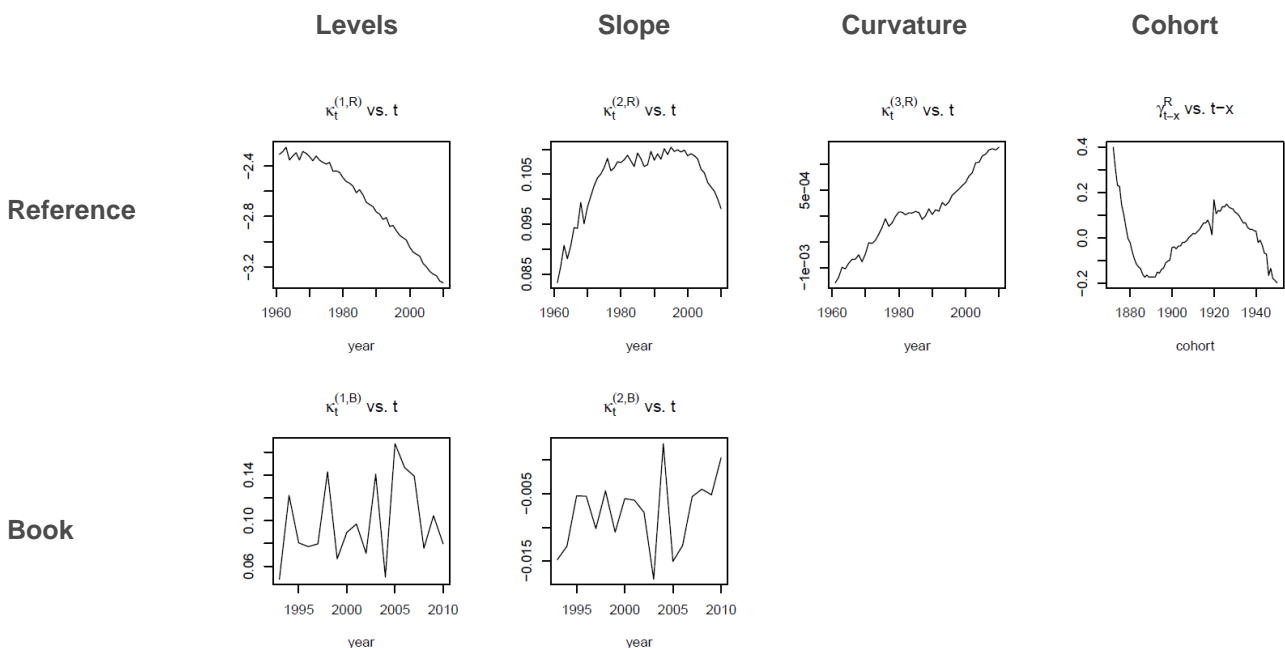 Levels Slope Curvature Cohort
κt(1,R) vs. t κt(2,R) vs. t κt(3,R) vs. t γRt−x vs. t−x
Reference
−2.4
−2.8
−3.2
1960 1980 2000
year
0.105
0.095
0.085
1960 1980 2000
year
5e−04
−1e−03
1960 1980 2000
year
0.4
0.2
0.0
−0.2
1880 1900 1920 1940
cohort
κt(1,B) vs. t κt(2,B) vs. t
Book
0.14
0.10
0.06
1995 2000 2005 2010
year
−0.005
−0.015
1995 2000 2005 2010
year